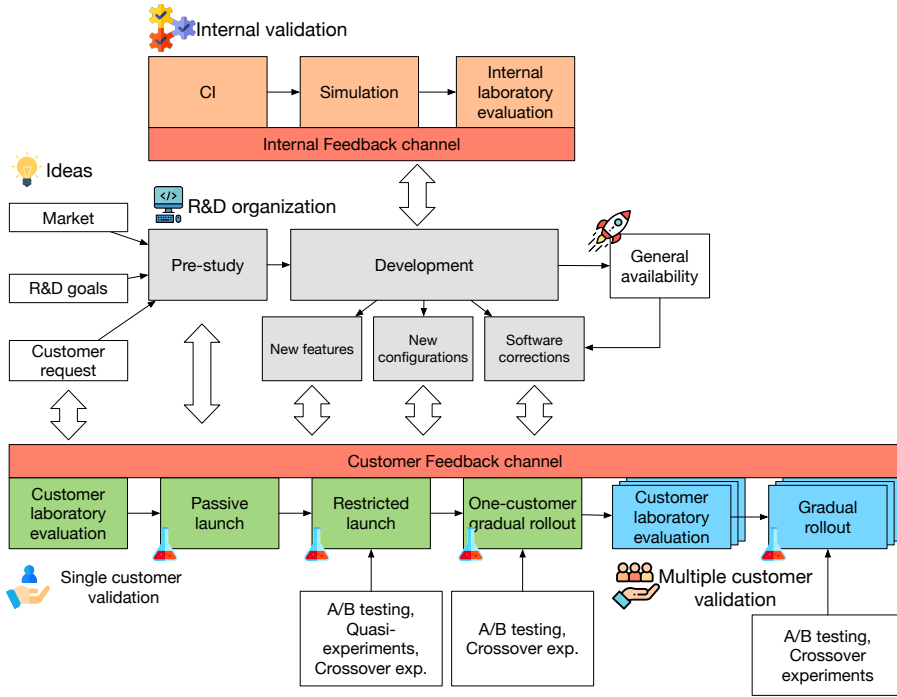 Internal validation
CI
Simulation
Internal
laboratory
evaluation
Internal Feedback channel
Ideas
R&D organization
Market
R&D goals
Customer
request
Pre-study
Development
General
availability
New features
New
configurations
Software
corrections
Customer Feedback channel
Customer
laboratory
evaluation
Passive
launch
Restricted
launch
One-customer
gradual rollout
Customer
laboratory
evaluation
Gradual
rollout
Single customer
validation
Multiple customer
validation
A/B testing,
Quasi-
experiments,
Crossover exp.
A/B testing,
Crossover exp.
A/B testing,
Crossover
experiments